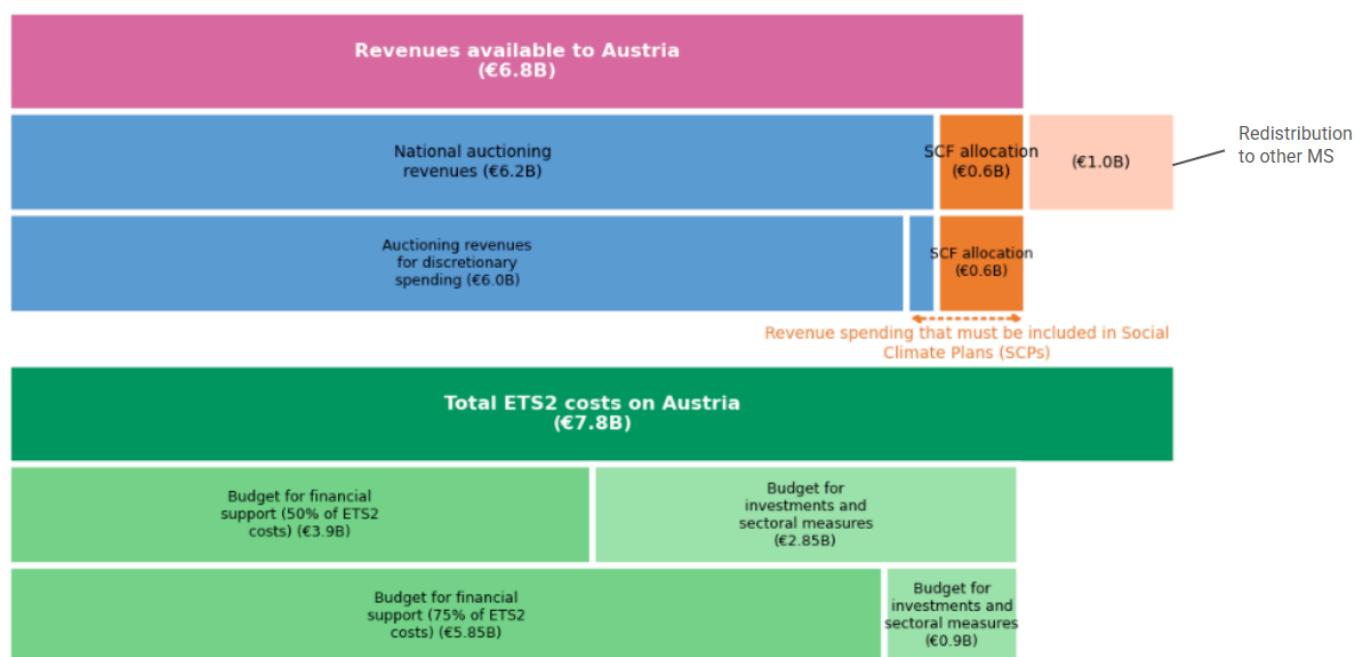 Revenues available to Austria
(€6.8B)
National auctioning
revenues (€6.2B)
SCF allocation
(€0.6B)
(€1.0B)
Redistribution
to other MS
Auctioning revenues
for discretionary
spending (€6.0B)
SCF allocation
(€0.6B)
Revenue spending that must be included in Social
Climate Plans (SCPs)
Total ETS2 costs on Austria
(€7.8B)
Budget for financial
support (50% of ETS2
costs) (€3.9B)
Budget for
investments and
sectoral measures
(€2.85B)
Budget for financial
support (75% of ETS2
costs) (€5.85B)
Budget for
investments and
sectoral measures
(€0.9B)